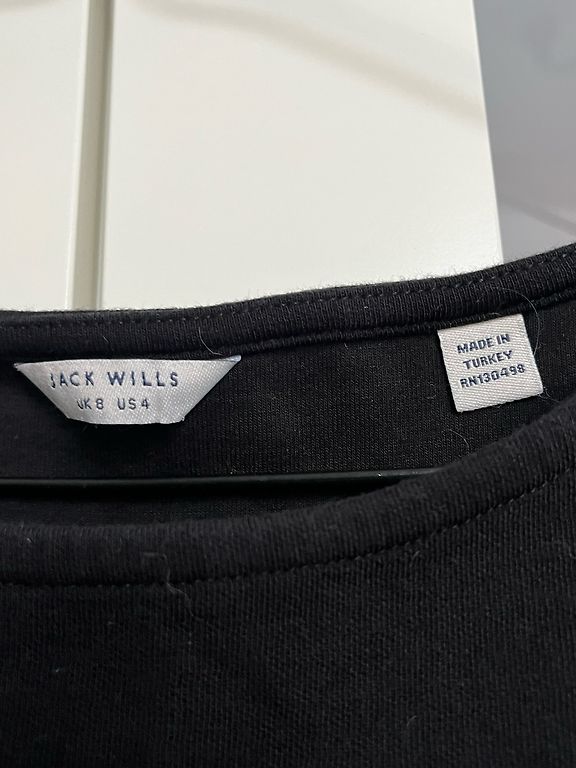 JACK WILLS
UK 8 US 4
MADE IN
TURKEY
RN130498